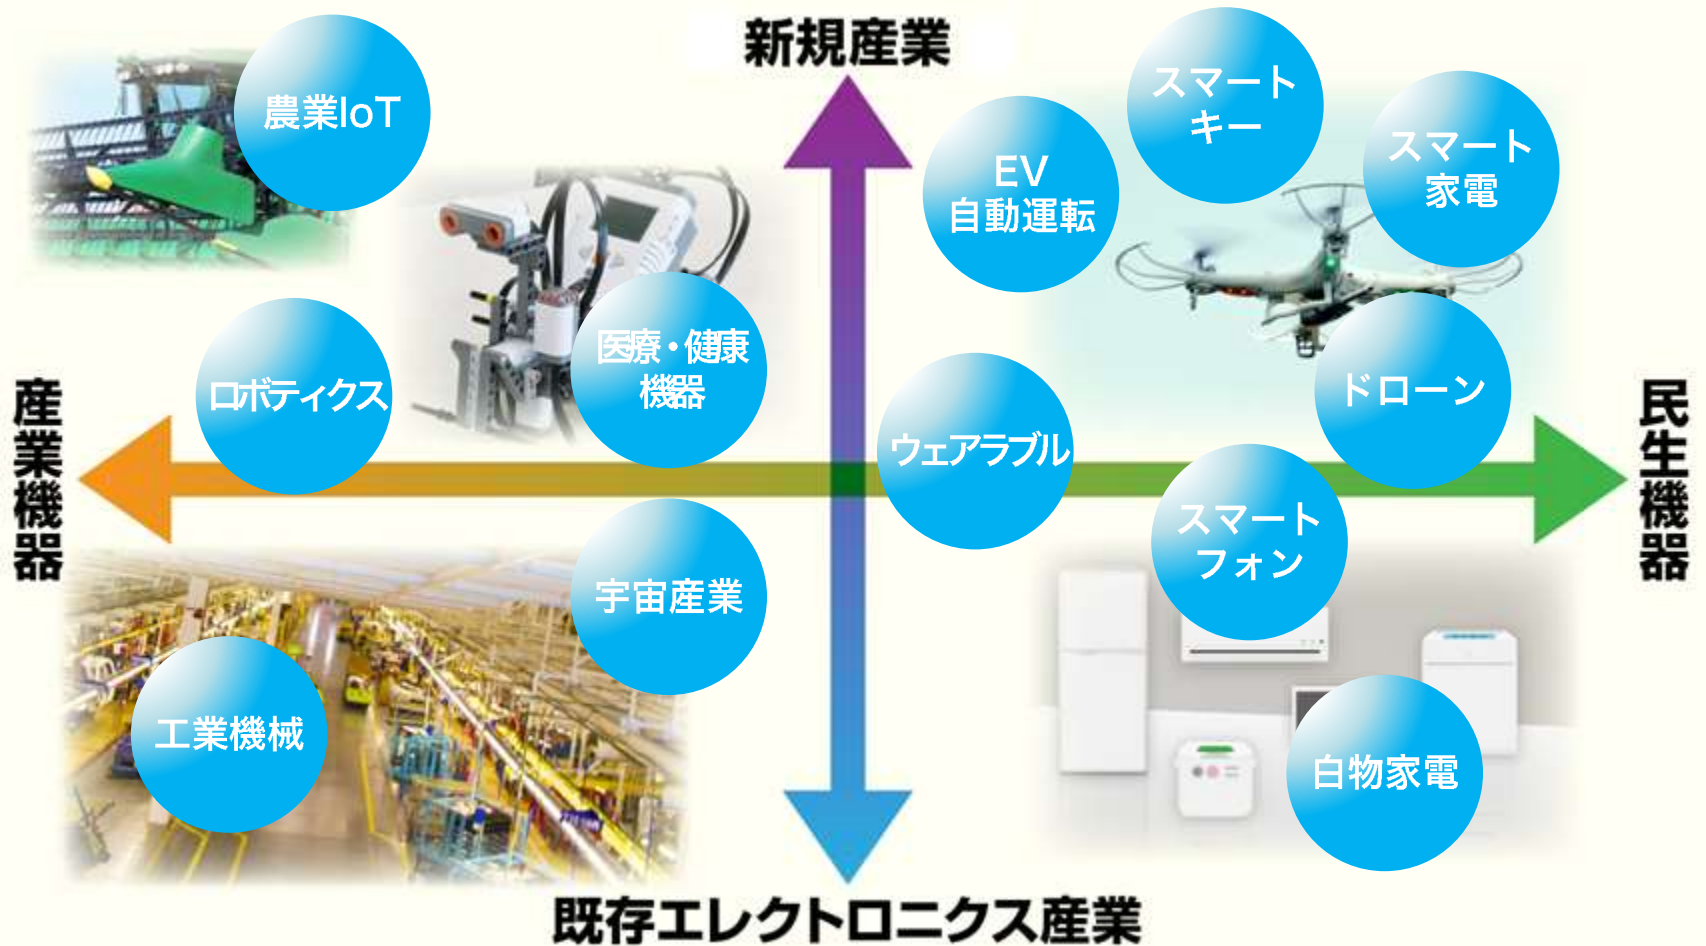 新規産業
農業IoT
スマート
キー
スマート
家電
EV
自動運転
医療・健康
機器
ロボティクス
ドローン
ウェアラブル
産業機器
民生機器
スマート
フォン
宇宙産業
工業機械
白物家電
既存エレクトロニクス産業